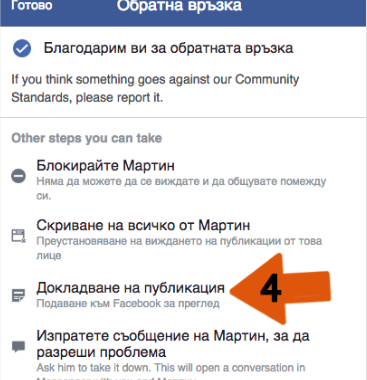 Готово Обратна връзка
Благодарим ви за обратната връзка
If you think something goes against our Community
Standards, please report it.
Other steps you can take
Блокирайте Мартин
Няма да можете да се виждате и да общувате помежду
си.
Скриване на всичко от Мартин
Преустановяване на виждането на публикации от това
лице
Докладване на публикация
4
Подаване към Facebook за преглед
Изпратете съобщение на Мартин, за да
разреши проблема
Ask him to take it down. This will open a conversation in